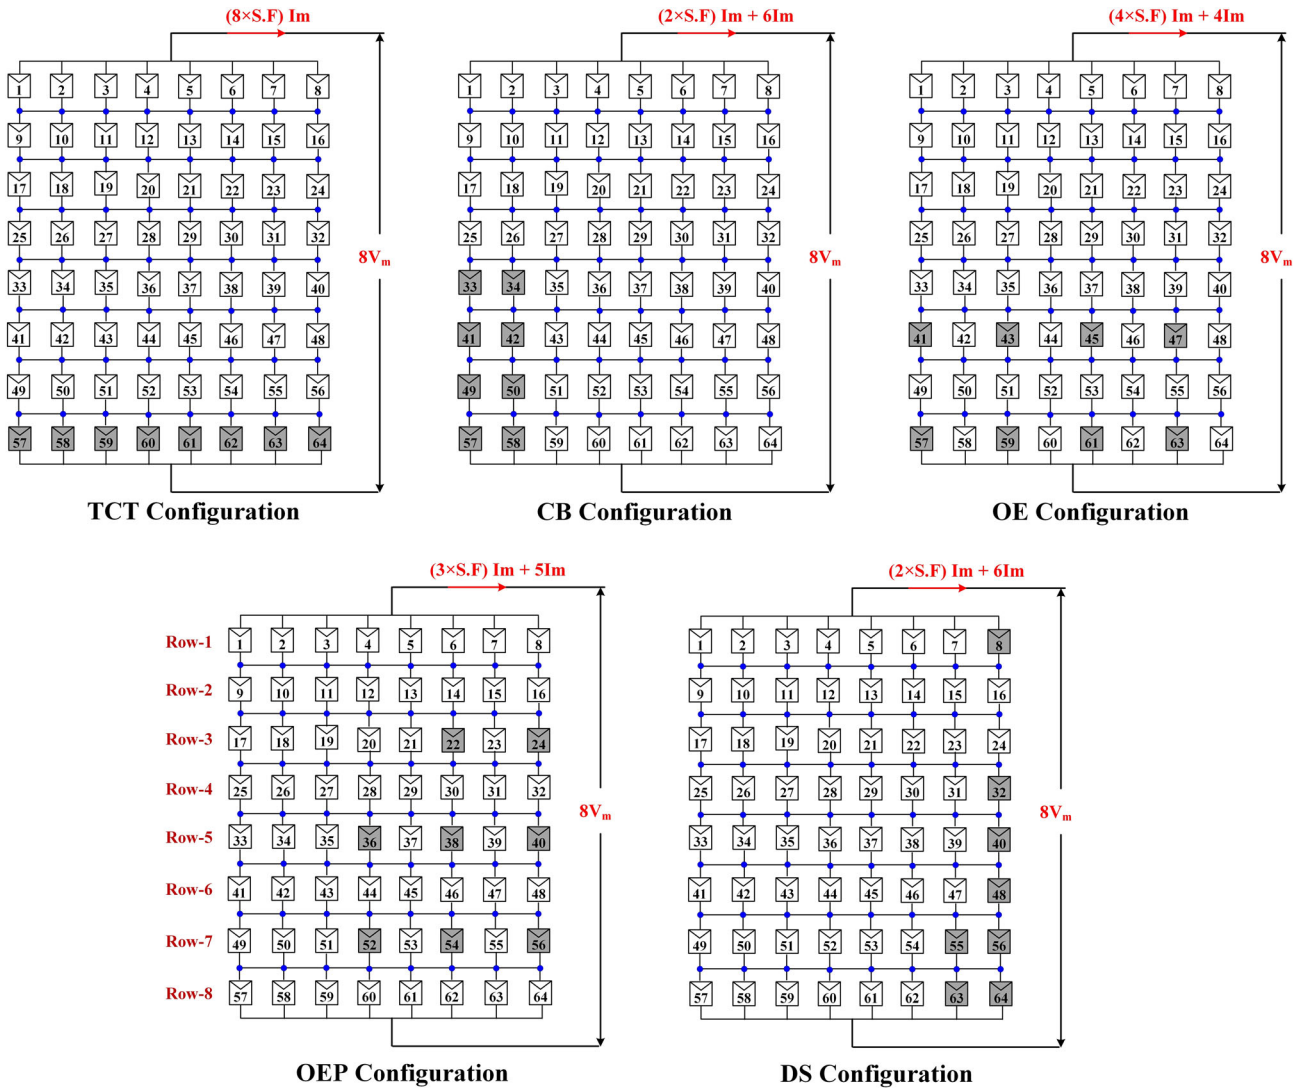 (8×S.F) Im
1 2 3 4 5 6 7 8
9 10 11 12 13 14 15 16
17 18 19 20 21 22 23 24
25 26 27 28 29 30 31 32
33 34 35 36 37 38 39 40
41 42 43 44 45 46 47 48
49 50 51 52 53 54 55 56
57 58 59 60 61 62 63 64
8Vm
TCT Configuration
(2×S.F) Im + 6Im
1 2 3 4 5 6 7 8
9 10 11 12 13 14 15 16
17 18 19 20 21 22 23 24
25 26 27 28 29 30 31 32
33 34 35 36 37 38 39 40
41 42 43 44 45 46 47 48
49 50 51 52 53 54 55 56
57 58 59 60 61 62 63 64
8Vm
CB Configuration
(4×S.F) Im + 4Im
1 2 3 4 5 6 7 8
9 10 11 12 13 14 15 16
17 18 19 20 21 22 23 24
25 26 27 28 29 30 31 32
33 34 35 36 37 38 39 40
41 42 43 44 45 46 47 48
49 50 51 52 53 54 55 56
57 58 59 60 61 62 63 64
8Vm
OE Configuration
(3×S.F) Im + 5Im
Row-1 1 2 3 4 5 6 7 8
Row-2 9 10 11 12 13 14 15 16
Row-3 17 18 19 20 21 22 23 24
Row-4 25 26 27 28 29 30 31 32
Row-5 33 34 35 36 37 38 39 40
Row-6 41 42 43 44 45 46 47 48
Row-7 49 50 51 52 53 54 55 56
Row-8 57 58 59 60 61 62 63 64
8Vm
OEP Configuration
(2×S.F) Im + 6Im
1 2 3 4 5 6 7 8
9 10 11 12 13 14 15 16
17 18 19 20 21 22 23 24
25 26 27 28 29 30 31 32
33 34 35 36 37 38 39 40
41 42 43 44 45 46 47 48
49 50 51 52 53 54 55 56
57 58 59 60 61 62 63 64
8Vm
DS Configuration